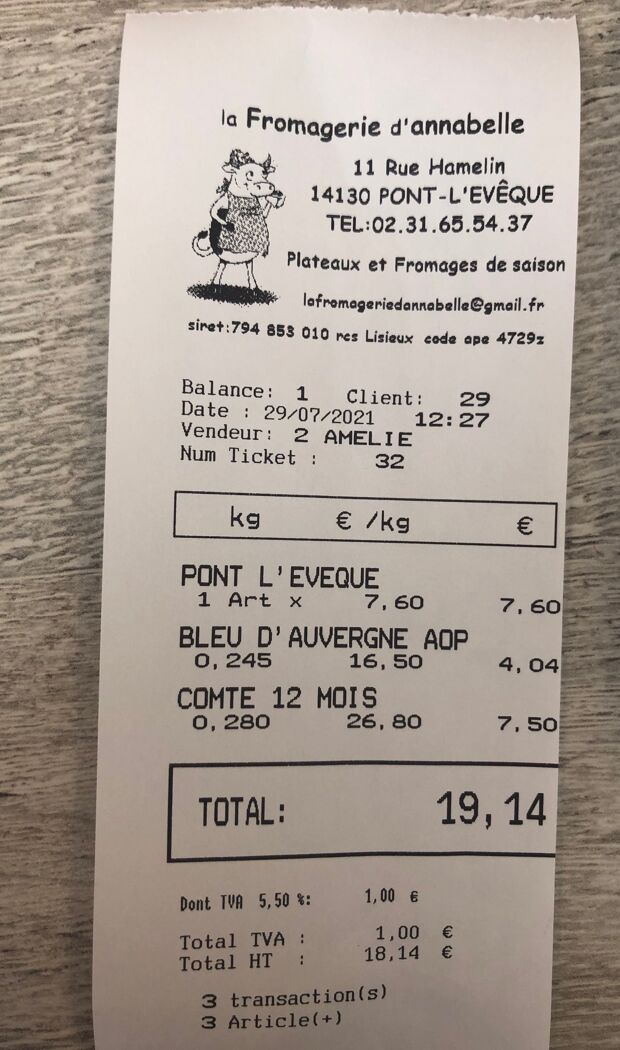 la Fromagerie d'annabelle
11 Rue Hamelin
14130 PONT-L'EVÊQUE
TEL:02.31.65.54.37
Plateaux et Fromages de saison
lafromageriedannabelle@gmail.fr
siret:794 853 010 rcs Lisieux code ape 4729z
Balance: 1 Client: 29
Date : 29/07/2021 12:27
Vendeur: 2 AMELIE
Num Ticket : 32
kg € /kg €
PONT L'EVEQUE
1 Art x 7,60 7,60
BLEU D'AUVERGNE AOP
0,245 16,50 4,04
COMTE 12 MOIS
0,280 26,80 7,50
TOTAL: 19,14
Dont TVA 5,50 %: 1,00 €
Total TVA : 1,00 €
Total HT : 18,14 €
3 transaction(s)
3 Article(+)